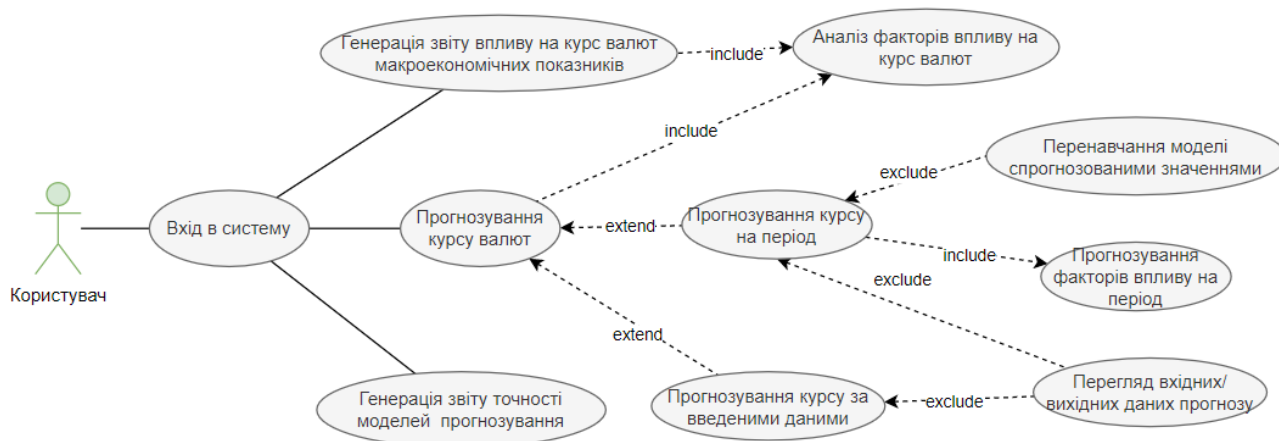 Генерація звіту впливу на курс валют
макроекономічних показників
include
Аналіз факторів впливу на
курс валют
include
Перенавчання моделі
спрогнозованими значеннями
exclude
Користувач
Вхід в систему
Прогнозування
курсу валют
extend
Прогнозування курсу
на період
include
Прогнозування
факторів впливу на
період
exclude
extend
Генерація звіту точності
моделей прогнозування
Прогнозування курсу за
введеними даними
exclude
Перегляд вхідних/
вихідних даних прогнозу